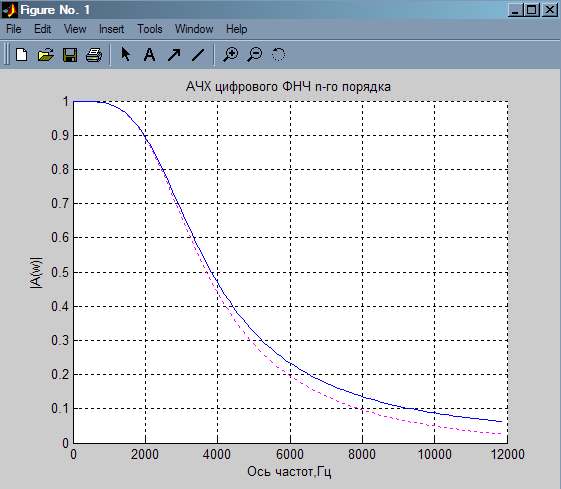 Figure No. 1
File Edit View Insert Tools Window Help
A
АЧХ цифрового ФНЧ n-го порядка
1
0.9
0.8
0.7
0.6
0.5
0.4
0.3
0.2
0.1
0
|A(w)|
0 2000 4000 6000 8000 10000 12000
Ось частот,Гц